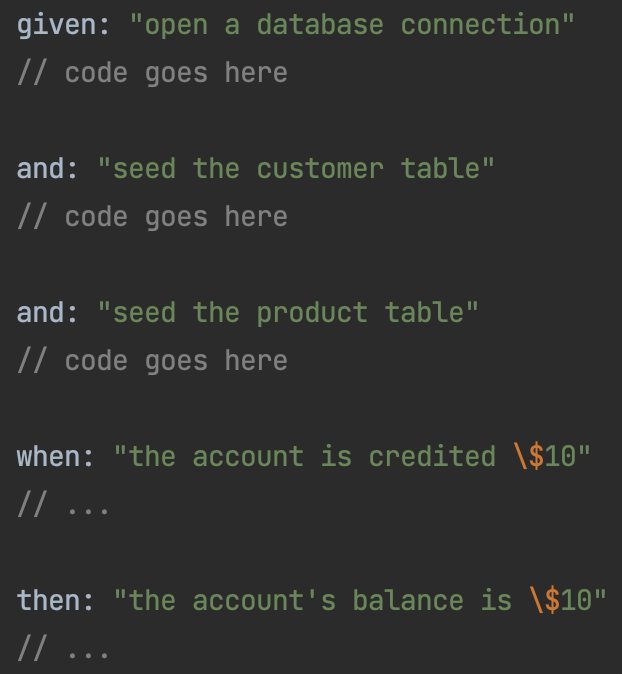 given: "open a database connection"
// code goes here
and: "seed the customer table"
// code goes here
and: "seed the product table"
// code goes here
when: "the account is credited \$10"
// ...
then: "the account's balance is \$10"
// ...